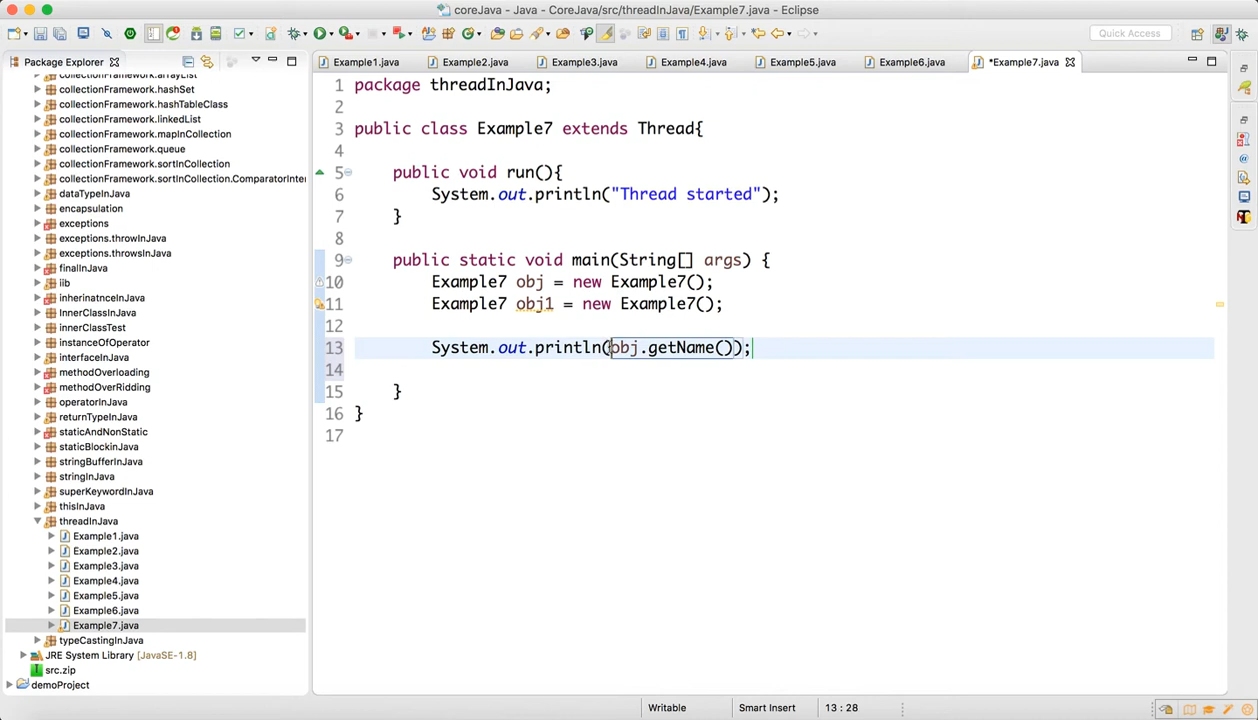 coreJava - Java - CoreJava/src/threadInJava/Example7.java - Eclipse
Quick Access
Package Explorer
Example1.java
Example2.java
Example3.java
Example4.java
Example5.java
Example6.java
*Example7.java
collectionFramework.arrayList
collectionFramework.hashSet
collectionFramework.hashTableClass
collectionFramework.linkedList
collectionFramework.mapInCollection
collectionFramework.queue
collectionFramework.sortInCollection
collectionFramework.sortInCollection.ComparatorInter
dataTypeInJava
encapsulation
exceptions
exceptions.throwInJava
exceptions.throwsInJava
finalInJava
iib
inherinatnceInJava
InnerClassInJava
innerClassTest
instanceOfOperator
interfaceInJava
methodOverloading
methodOverRidding
operatorInJava
returnTypeInJava
staticAndNonStatic
staticBlockinJava
stringBufferInJava
stringInJava
superKeywordInJava
thisInJava
threadInJava
Example1.java
Example2.java
Example3.java
Example4.java
Example5.java
Example6.java
Example7.java
typeCastingInJava
JRE System Library [JavaSE-1.8]
src.zip
demoProject
1 package threadInJava;
2
3 public class Example7 extends Thread{
4
5 public void run(){
6 System.out.println("Thread started");
7 }
8
9 public static void main(String[] args) {
10 Example7 obj = new Example7();
11 Example7 obj1 = new Example7();
12
13 System.out.println(obj.getName());
14
15 }
16 }
17
Writable
Smart Insert
13 : 28